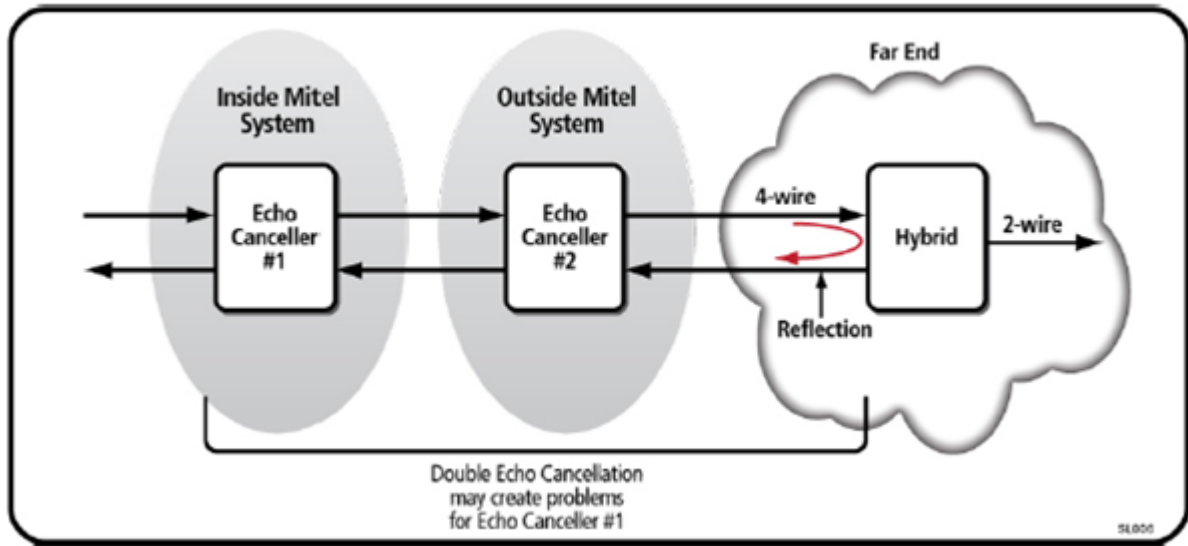 Far End
Inside Mitel
System
Outside Mitel
System
Echo
Canceller
#1
Echo
Canceller
#2
4-wire
Hybrid
2-wire
Reflection
Double Echo Cancellation
may create problems
for Echo Canceller #1